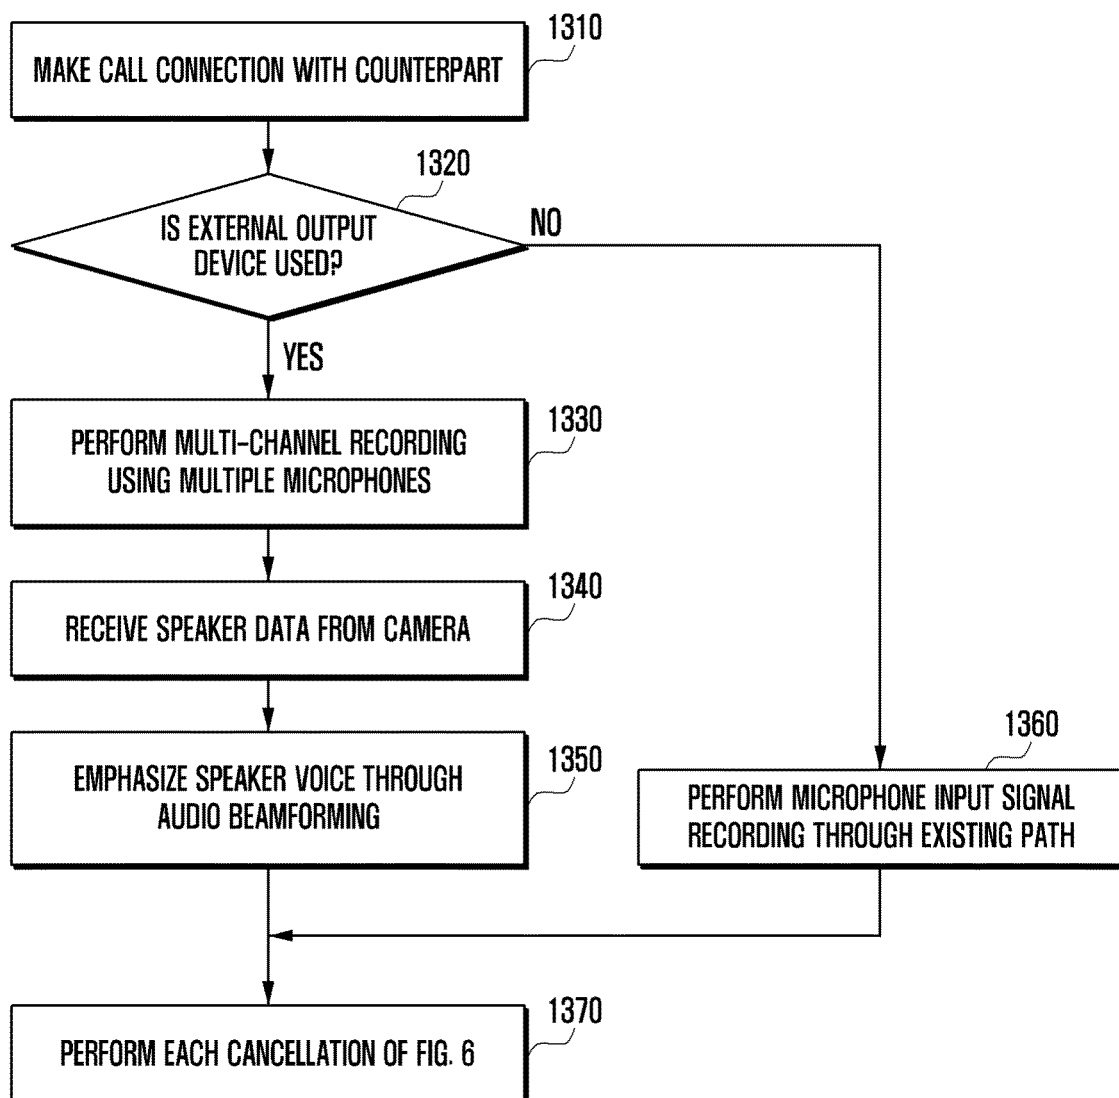 1310
MAKE CALL CONNECTION WITH COUNTERPART
1320
IS EXTERNAL OUTPUT
DEVICE USED?
NO
YES
1330
PERFORM MULTI-CHANNEL RECORDING
USING MULTIPLE MICROPHONES
1340
RECEIVE SPEAKER DATA FROM CAMERA
1350
EMPHASIZE SPEAKER VOICE THROUGH
AUDIO BEAMFORMING
1360
PERFORM MICROPHONE INPUT SIGNAL
RECORDING THROUGH EXISTING PATH
1370
PERFORM EACH CANCELLATION OF FIG. 6